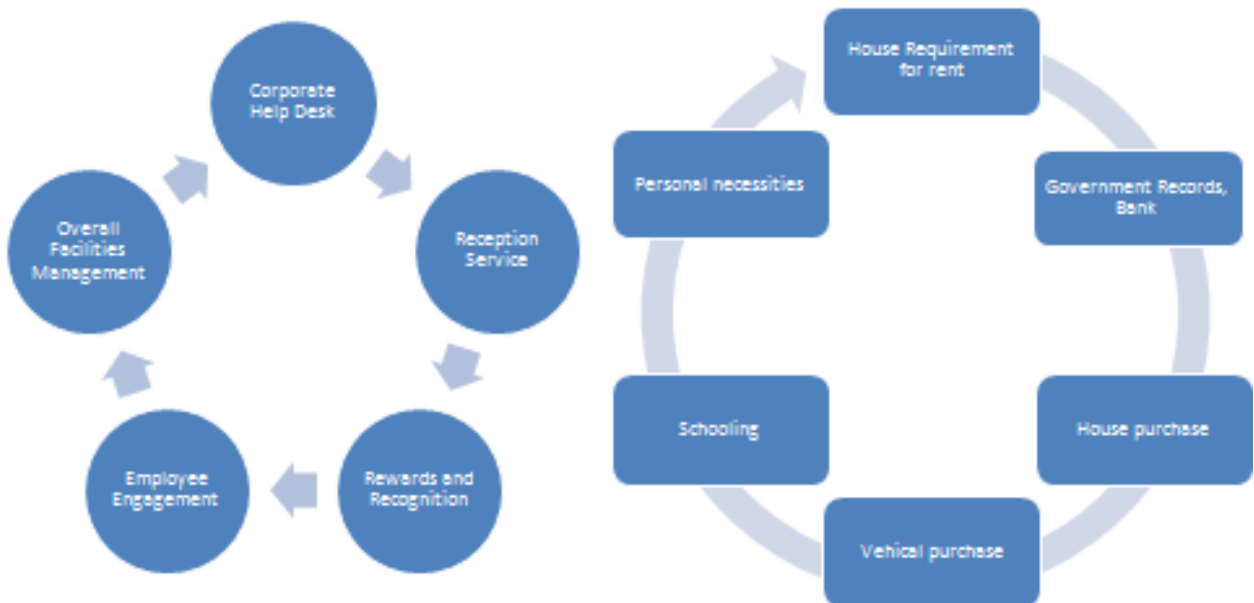 Corporate
Help Desk
Reception
Service
Rewards and
Recognition
Employee
Engagement
Overall
Facilities
Management
House Requirement
for rent
Government Records,
Bank
House purchase
Vehical purchase
Schooling
Personal necessities